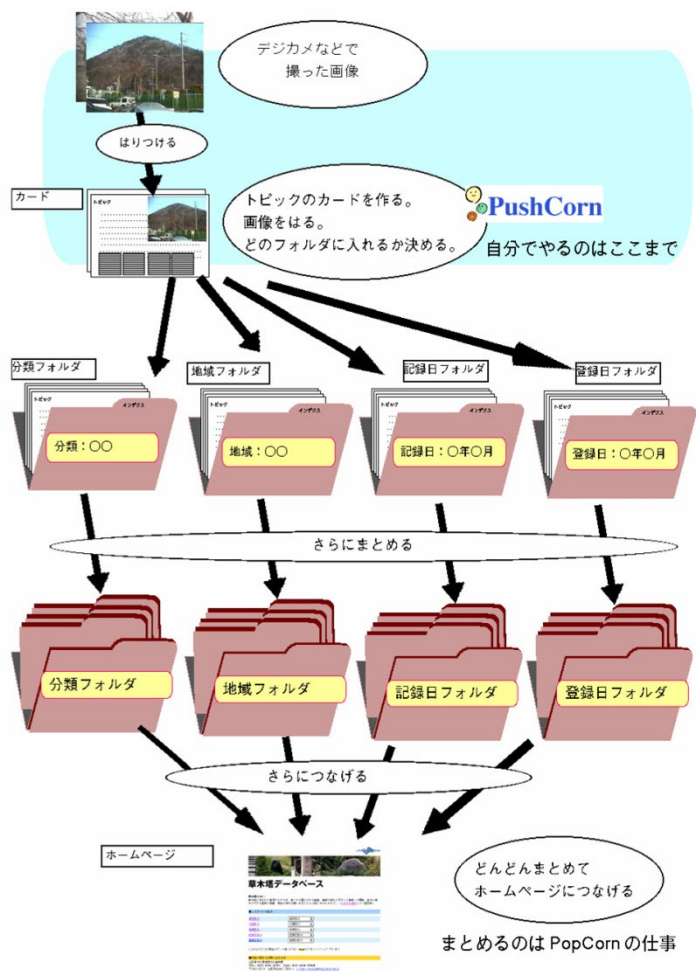 デジカメなどで
撮った画像
はりつける
カード
トピック
トピックのカードを作る。
画像をはる。
どのフォルダに入れるか決める。
PushCorn
自分でやるのはここまで
分類フォルダ
地域フォルダ
記録日フォルダ
登録日フォルダ
トピック
インデクス
分類：〇〇
トピック
インデクス
地域：〇〇
トピック
インデクス
記録日：〇年〇月
トピック
インデクス
登録日：〇年〇月
さらにまとめる
分類フォルダ
地域フォルダ
記録日フォルダ
登録日フォルダ
さらにつなげる
ホームページ
草木塔データベース
どんどんまとめて
ホームページにつなげる
まとめるのは PopCorn の仕事